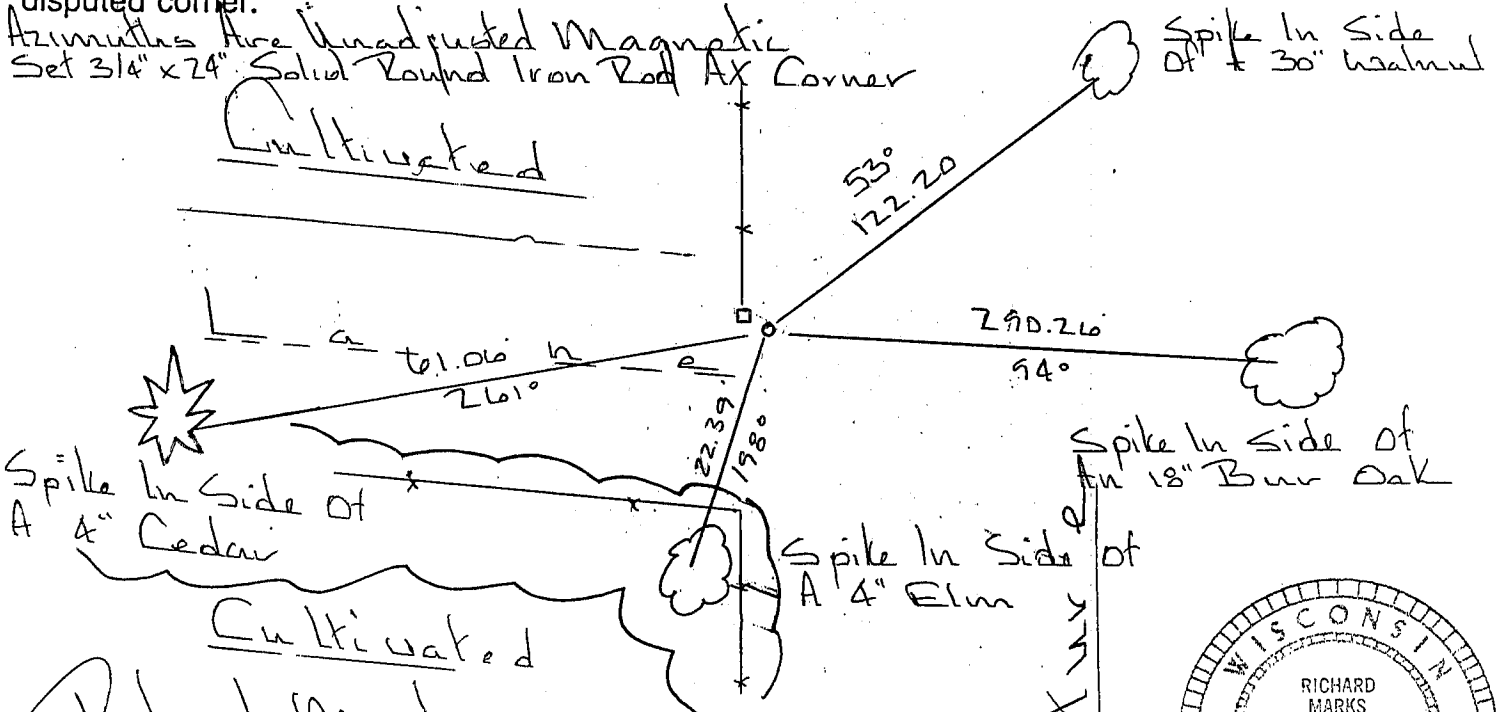 disputed corner.
Azimuths Are Unadjusted Magnetic
Set 3/4" x 24" Solid Round Iron Rod At Corner
Spike In Side
Of ± 30" Walnut
Cultivated
53°
122.20
290.26
94°
Lane
61.06
261°
22.39
198°
Spike In Side Of
A 4" Cedar
Spike In Side Of
An 18" Burr Oak
Spike In Side Of
A 4" Elm
Cultivated
WISCONSIN
RICHARD
MARKS